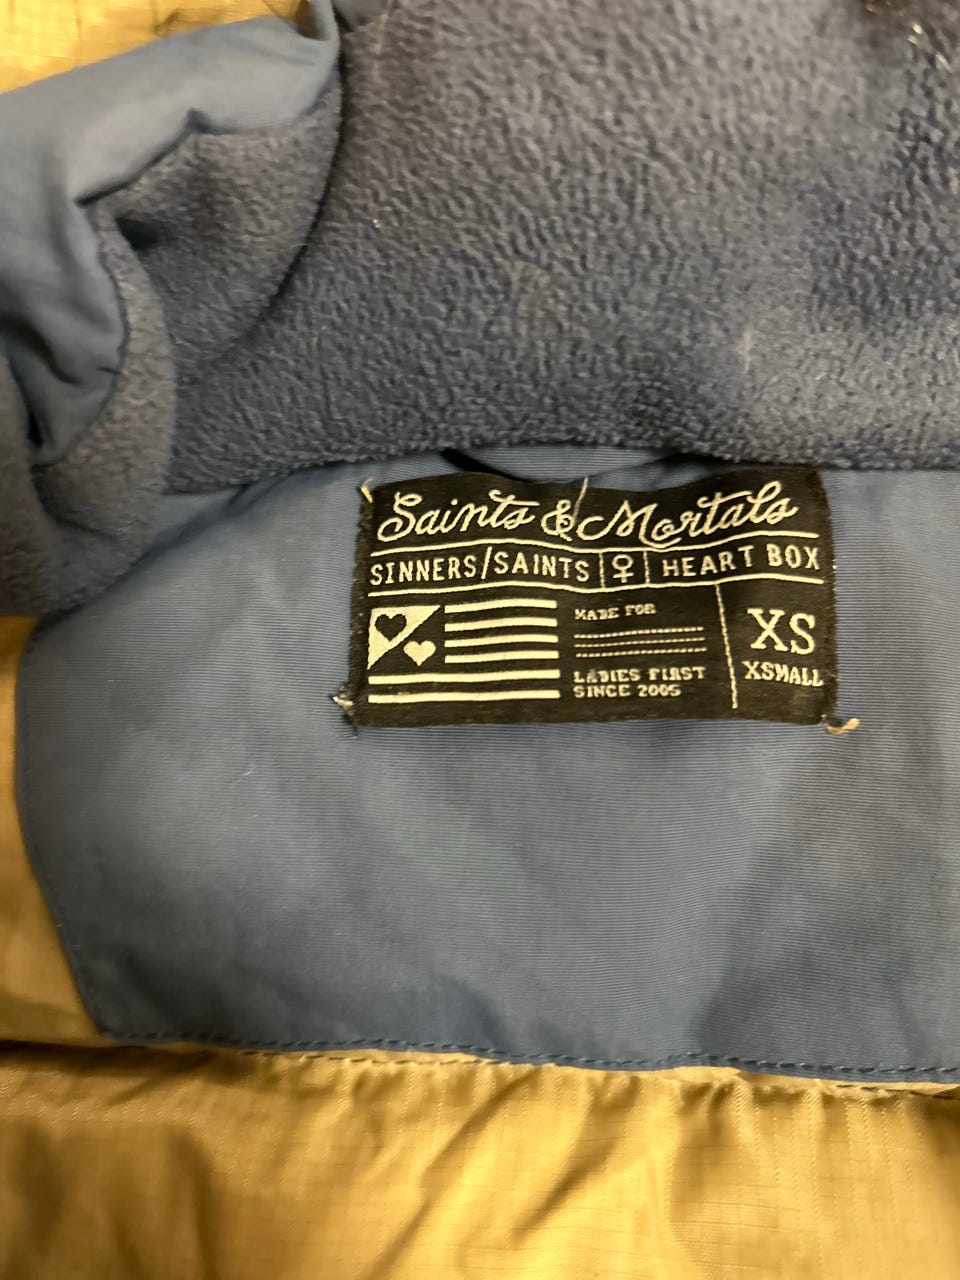 Saints & Mortals
SINNERS/SAINTS ♀ HEART BOX
MADE FOR
LADIES FIRST
SINCE 2005
XS
XSMALL